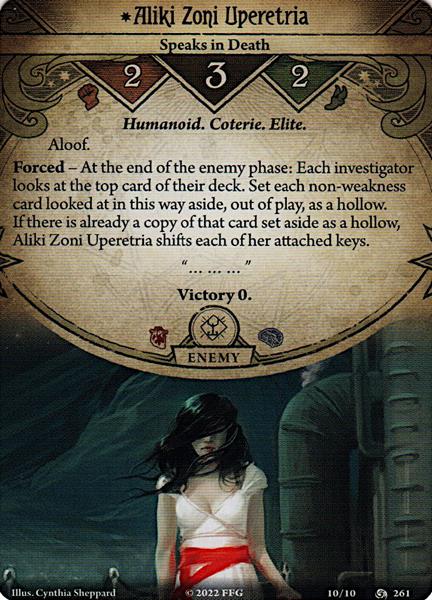 *Aliki Zoni Uperetria
Speaks in Death
2 3 2
Humanoid. Coterie. Elite.
Aloof.
Forced – At the end of the enemy phase: Each investigator
looks at the top card of their deck. Set each non-weakness
card looked at in this way aside, out of play, as a hollow.
If there is already a copy of that card set aside as a hollow,
Aliki Zoni Uperetria shifts each of her attached keys.
“... ... ...”
Victory 0.
ENEMY
Illus. Cynthia Sheppard © 2022 FFG 10/10 261